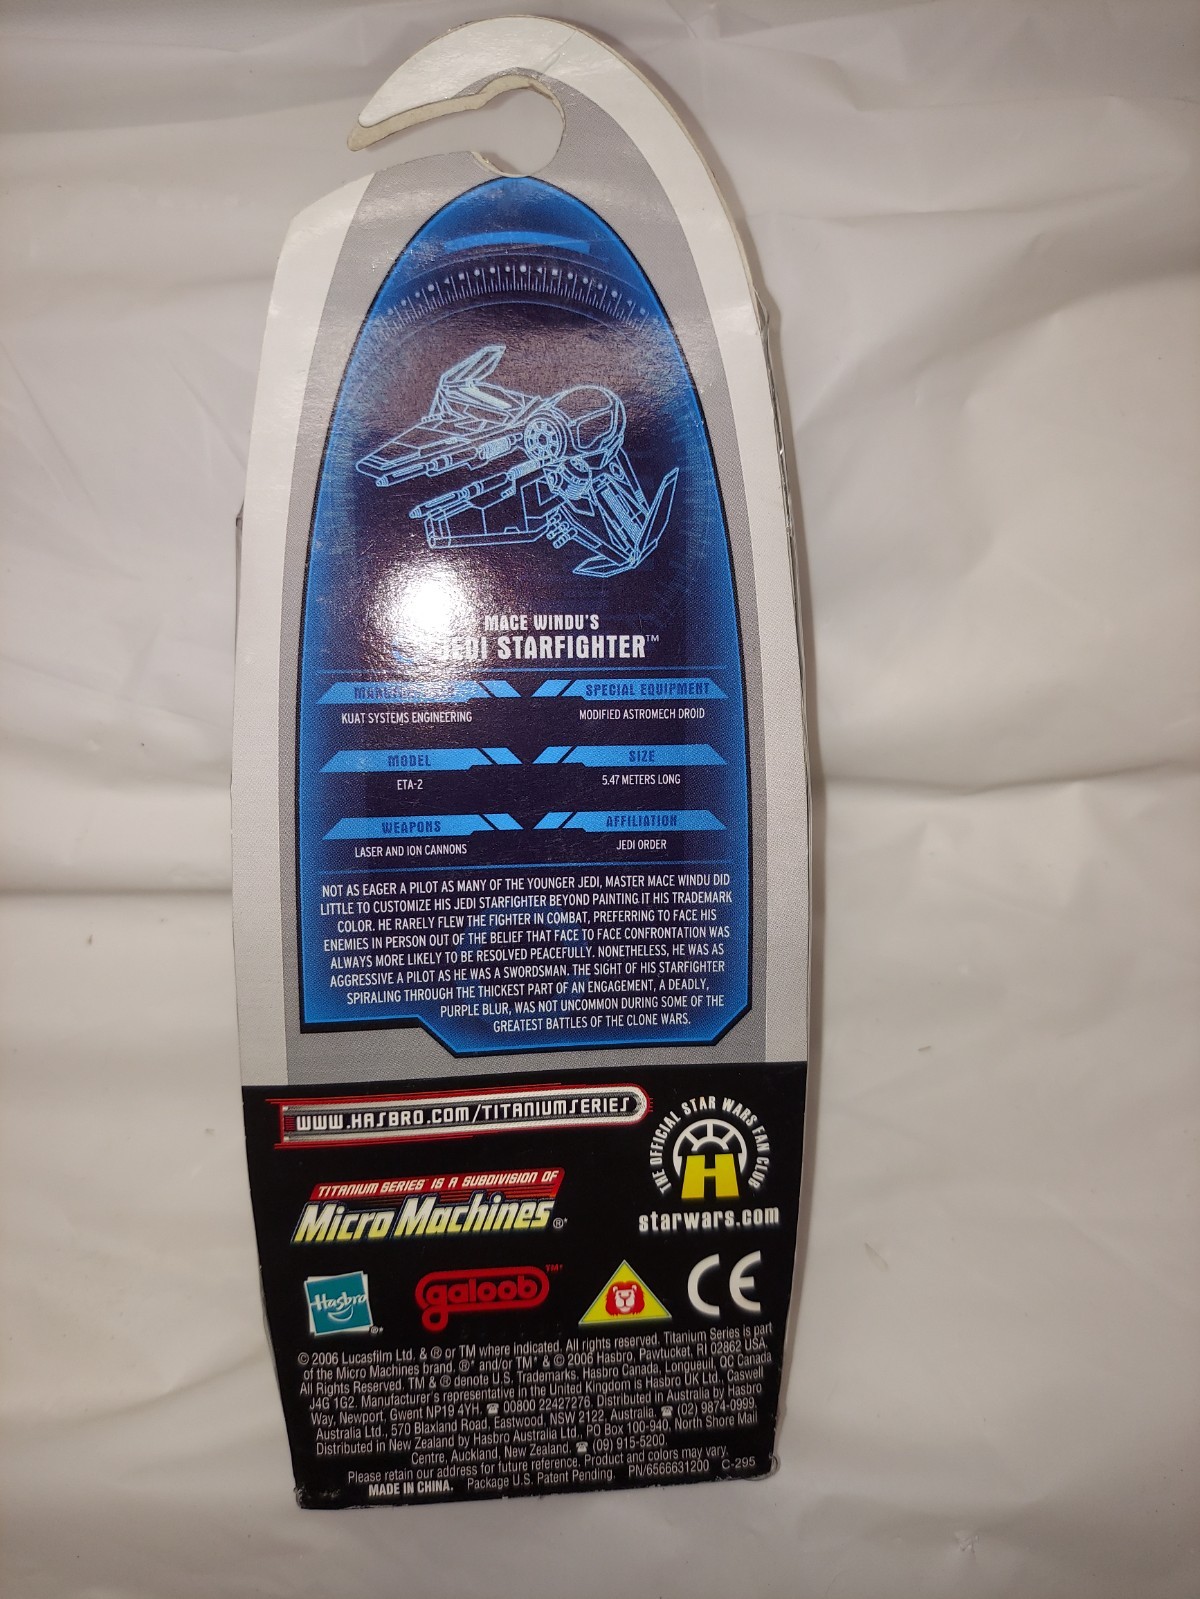 MACE WINDU'S
JEDI STARFIGHTER™
SPECIAL EQUIPMENT
KUAT SYSTEMS ENGINEERING
MODIFIED ASTROMECH DROID
MODEL
SIZE
ETA-2
5.47 METERS LONG
WEAPONS
AFFILIATION
LASER AND ION CANNONS
JEDI ORDER
NOT AS EAGER A PILOT AS MANY OF THE YOUNGER JEDI, MASTER MACE WINDU DID
LITTLE TO CUSTOMIZE HIS JEDI STARFIGHTER BEYOND PAINTING IT HIS TRADEMARK
COLOR. HE RARELY FLEW THE FIGHTER IN COMBAT, PREFERRING TO FACE HIS
ENEMIES IN PERSON OUT OF THE BELIEF THAT FACE TO FACE CONFRONTATION WAS
ALWAYS MORE LIKELY TO BE RESOLVED PEACEFULLY. NONETHELESS, HE WAS AS
AGGRESSIVE A PILOT AS HE WAS A SWORDSMAN. THE SIGHT OF HIS STARFIGHTER
SPIRALING THROUGH THE THICKEST PART OF AN ENGAGEMENT, A DEADLY,
PURPLE BLUR, WAS NOT UNCOMMON DURING SOME OF THE
GREATEST BATTLES OF THE CLONE WARS.
WWW.HASBRO.COM/TITANIUMSERIES
THE OFFICIAL STAR WARS FAN CLUB
H
starwars.com
TITANIUM SERIES™ IS A SUBDIVISION OF
Micro Machines®*
Hasbro®*
galoob™*
CE
© 2006 Lucasfilm Ltd. & ® or TM where indicated. All rights reserved. Titanium Series is part
of the Micro Machines brand. ®* and/or TM* & © 2006 Hasbro, Pawtucket, RI 02862 USA.
All Rights Reserved. TM & ® denote U.S. Trademarks. Hasbro Canada, Longueuil, QC Canada
J4G 1G2. Manufacturer's representative in the United Kingdom is Hasbro UK Ltd., Caswell
Way, Newport, Gwent NP19 4YH. ☎ 00800 22427276. Distributed in Australia by Hasbro
Australia Ltd., 570 Blaxland Road, Eastwood, NSW 2122, Australia. ☎ (02) 9874-0999.
Distributed in New Zealand by Hasbro Australia Ltd., PO Box 100-940, North Shore Mail
Centre, Auckland, New Zealand. ☎ (09) 915-5200.
Please retain our address for future reference. Product and colors may vary.
MADE IN CHINA. Package U.S. Patent Pending. PN/6566631200 C-295